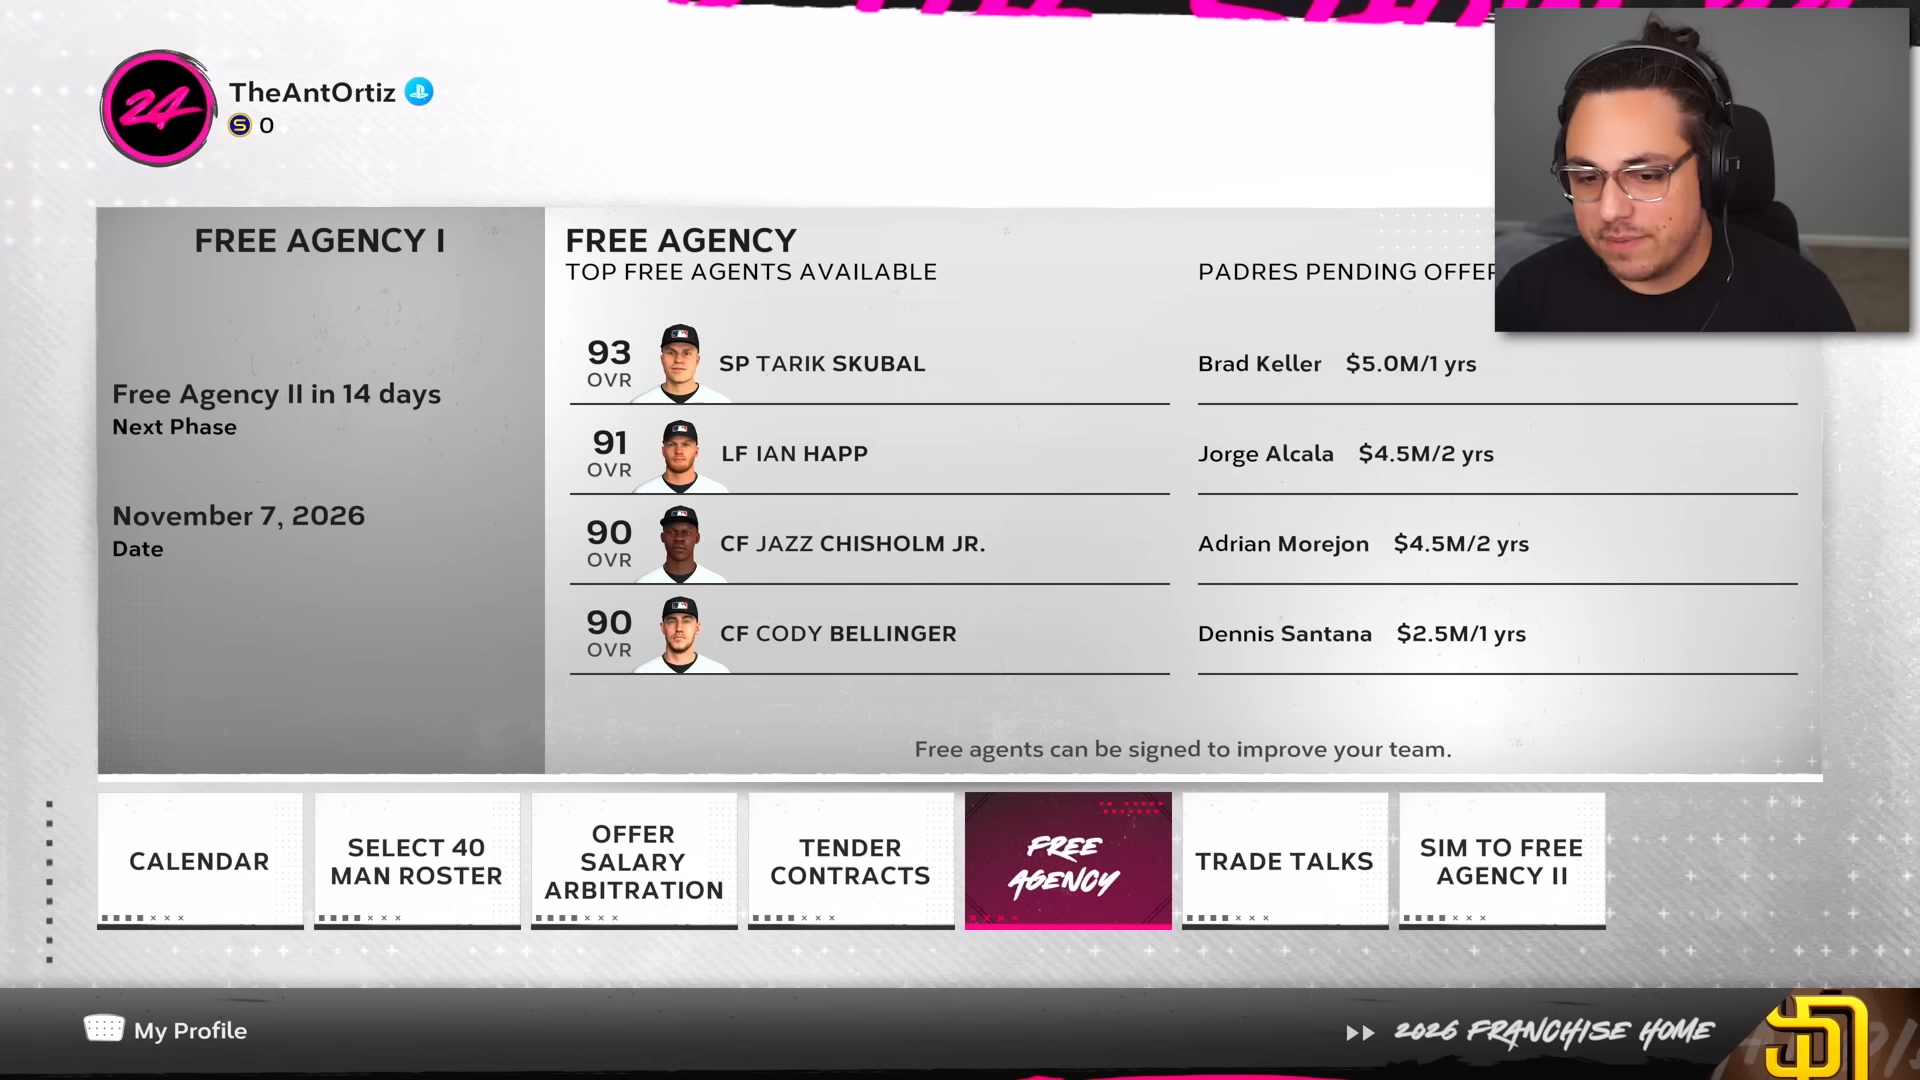 24
TheAntOrtiz
S 0
FREE AGENCY I
Free Agency II in 14 days
Next Phase
November 7, 2026
Date
FREE AGENCY
TOP FREE AGENTS AVAILABLE
93 OVR SP TARIK SKUBAL
91 OVR LF IAN HAPP
90 OVR CF JAZZ CHISHOLM JR.
90 OVR CF CODY BELLINGER
PADRES PENDING OFFER
Brad Keller $5.0M/1 yrs
Jorge Alcala $4.5M/2 yrs
Adrian Morejon $4.5M/2 yrs
Dennis Santana $2.5M/1 yrs
Free agents can be signed to improve your team.
CALENDAR
SELECT 40
MAN ROSTER
OFFER
SALARY
ARBITRATION
TENDER
CONTRACTS
FREE
AGENCY
TRADE TALKS
SIM TO FREE
AGENCY II
My Profile
2026 FRANCHISE HOME
SD